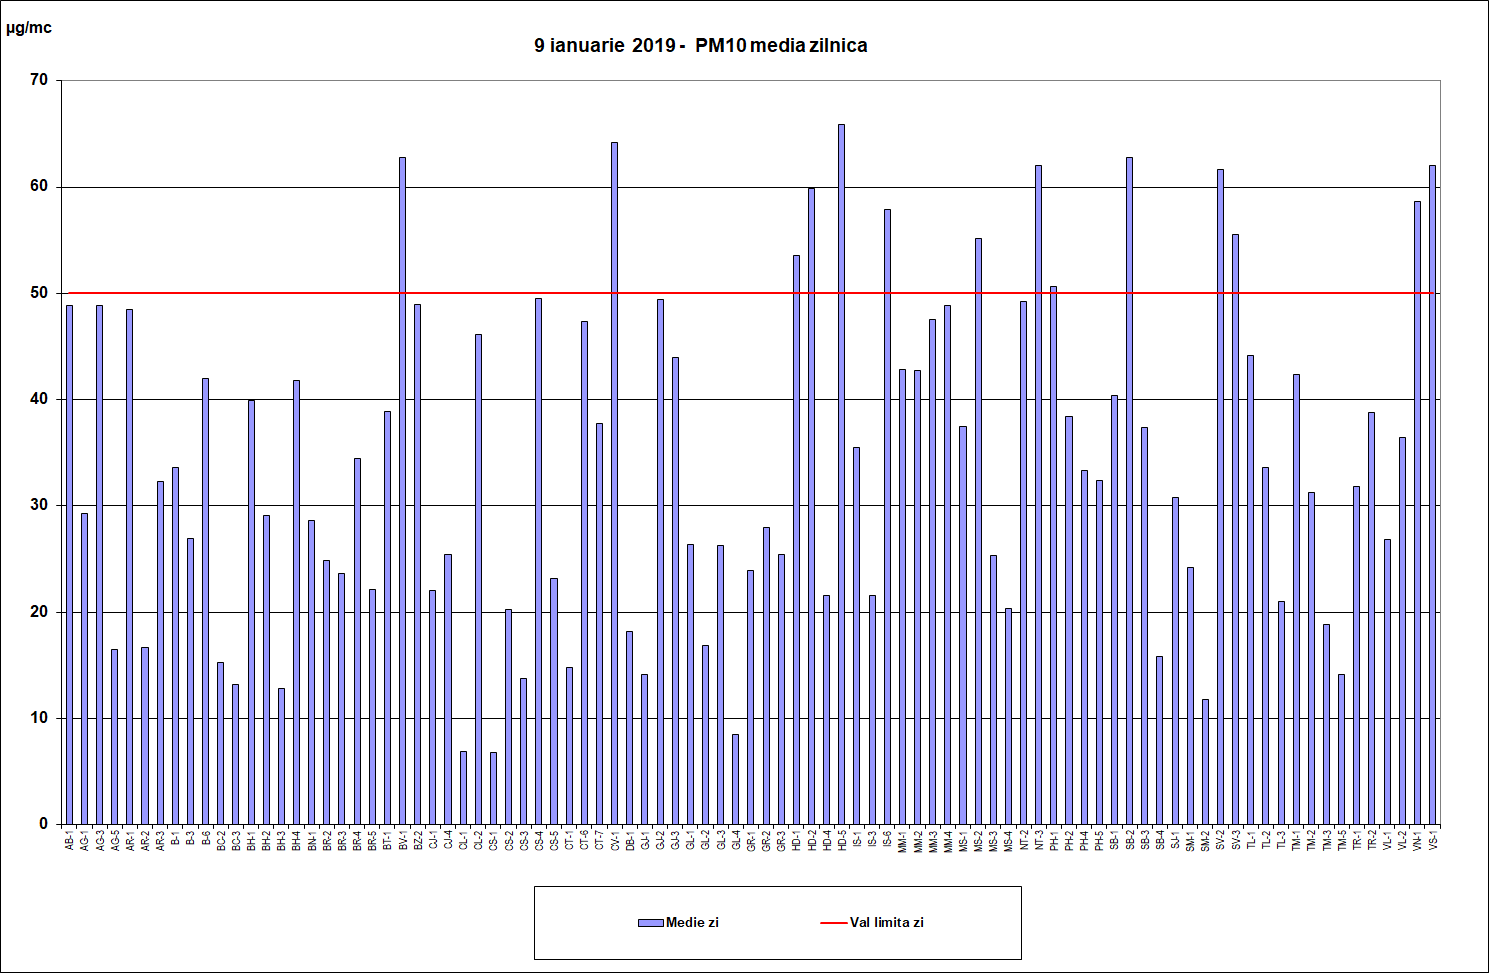 µg/mc
9 ianuarie 2019 - PM10 media zilnica
70
60
50
40
30
20
10
0
AB-1 AG-1 AG-3 AG-5 AR-1 AR-2 AR-3 B-1 B-3 B-6 BC-2 BC-3 BH-1 BH-2 BH-3 BH-4 BN-1 BR-2 BR-3 BR-4 BR-5 BT-1 BV-1 BZ-2 CJ-1 CJ-4 CL-1 CL-2 CS-1 CS-2 CS-3 CS-4 CS-5 CT-1 CT-6 CT-7 CV-1 DB-1 GJ-1 GJ-2 GJ-3 GL-1 GL-2 GL-3 GL-4 GR-1 GR-2 GR-3 HD-1 HD-2 HD-4 HD-5 IS-1 IS-3 IS-6 MM-1 MM-2 MM-3 MM-4 MS-1 MS-2 MS-3 MS-4 NT-2 NT-3 PH-1 PH-2 PH-4 PH-5 SB-1 SB-2 SB-3 SB-4 SJ-1 SM-1 SM-2 SV-2 SV-3 TL-1 TL-2 TL-3 TM-1 TM-2 TM-3 TM-5 TR-1 TR-2 VL-1 VL-2 VN-1 VS-1
Medie zi Val limita zi